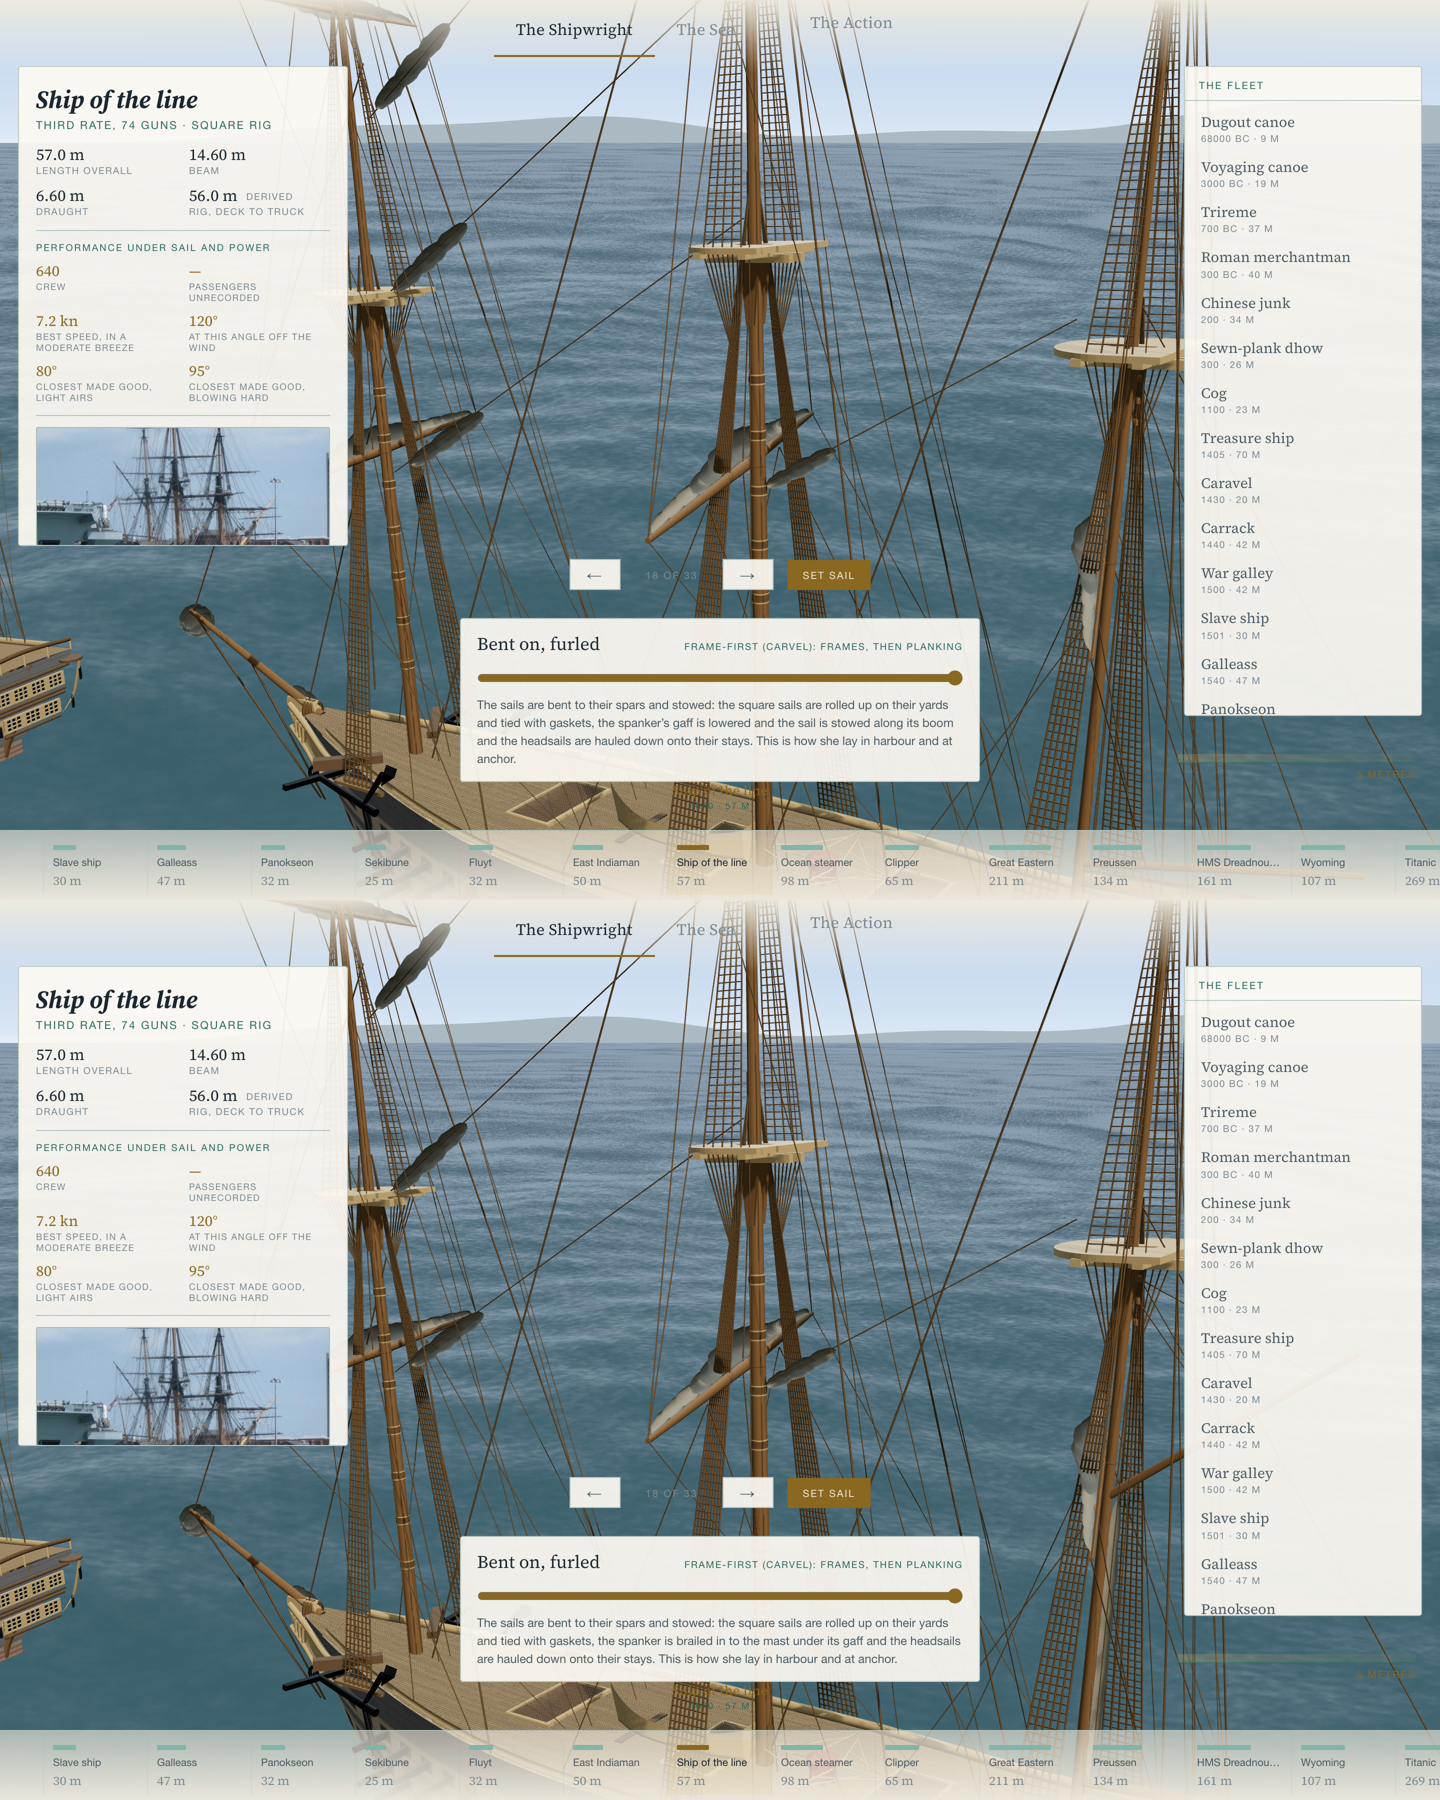 The Shipwright
The Sea
The Action
Ship of the line
THIRD RATE, 74 GUNS · SQUARE RIG
57.0 m
LENGTH OVERALL
14.60 m
BEAM
6.60 m
DRAUGHT
56.0 m DERIVED
RIG, DECK TO TRUCK
PERFORMANCE UNDER SAIL AND POWER
640
CREW
—
PASSENGERS
UNRECORDED
7.2 kn
BEST SPEED, IN A
MODERATE BREEZE
120°
AT THIS ANGLE OFF THE
WIND
80°
CLOSEST MADE GOOD,
LIGHT AIRS
95°
CLOSEST MADE GOOD,
BLOWING HARD
THE FLEET
Dugout canoe
68000 BC · 9 M
Voyaging canoe
3000 BC · 19 M
Trireme
700 BC · 37 M
Roman merchantman
300 BC · 40 M
Chinese junk
200 · 34 M
Sewn-plank dhow
300 · 26 M
Cog
1100 · 23 M
Treasure ship
1405 · 70 M
Caravel
1430 · 20 M
Carrack
1440 · 42 M
War galley
1500 · 42 M
Slave ship
1501 · 30 M
Galleass
1540 · 47 M
Panokseon
←
18 OF 33
→
SET SAIL
Bent on, furled
FRAME-FIRST (CARVEL): FRAMES, THEN PLANKING
The sails are bent to their spars and stowed: the square sails are rolled up on their yards
and tied with gaskets, the spanker's gaff is lowered and the sail is stowed along its boom
and the headsails are hauled down onto their stays. This is how she lay in harbour and at
anchor.
the line
57 M
METRES
Slave ship
30 m
Galleass
47 m
Panokseon
32 m
Sekibune
25 m
Fluyt
32 m
East Indiaman
50 m
Ship of the line
57 m
Ocean steamer
98 m
Clipper
65 m
Great Eastern
211 m
Preussen
134 m
HMS Dreadnou...
161 m
Wyoming
107 m
Titanic
269 m
The Shipwright
The Sea
The Action
Ship of the line
THIRD RATE, 74 GUNS · SQUARE RIG
57.0 m
LENGTH OVERALL
14.60 m
BEAM
6.60 m
DRAUGHT
56.0 m DERIVED
RIG, DECK TO TRUCK
PERFORMANCE UNDER SAIL AND POWER
640
CREW
—
PASSENGERS
UNRECORDED
7.2 kn
BEST SPEED, IN A
MODERATE BREEZE
120°
AT THIS ANGLE OFF THE
WIND
80°
CLOSEST MADE GOOD,
LIGHT AIRS
95°
CLOSEST MADE GOOD,
BLOWING HARD
THE FLEET
Dugout canoe
68000 BC · 9 M
Voyaging canoe
3000 BC · 19 M
Trireme
700 BC · 37 M
Roman merchantman
300 BC · 40 M
Chinese junk
200 · 34 M
Sewn-plank dhow
300 · 26 M
Cog
1100 · 23 M
Treasure ship
1405 · 70 M
Caravel
1430 · 20 M
Carrack
1440 · 42 M
War galley
1500 · 42 M
Slave ship
1501 · 30 M
Galleass
1540 · 47 M
Panokseon
←
18 OF 33
→
SET SAIL
Bent on, furled
FRAME-FIRST (CARVEL): FRAMES, THEN PLANKING
The sails are bent to their spars and stowed: the square sails are rolled up on their yards
and tied with gaskets, the spanker is brailed in to the mast under its gaff and the headsails
are hauled down onto their stays. This is how she lay in harbour and at anchor.
the line
57 M
METRES
Slave ship
30 m
Galleass
47 m
Panokseon
32 m
Sekibune
25 m
Fluyt
32 m
East Indiaman
50 m
Ship of the line
57 m
Ocean steamer
98 m
Clipper
65 m
Great Eastern
211 m
Preussen
134 m
HMS Dreadnou...
161 m
Wyoming
107 m
Titanic
269 m